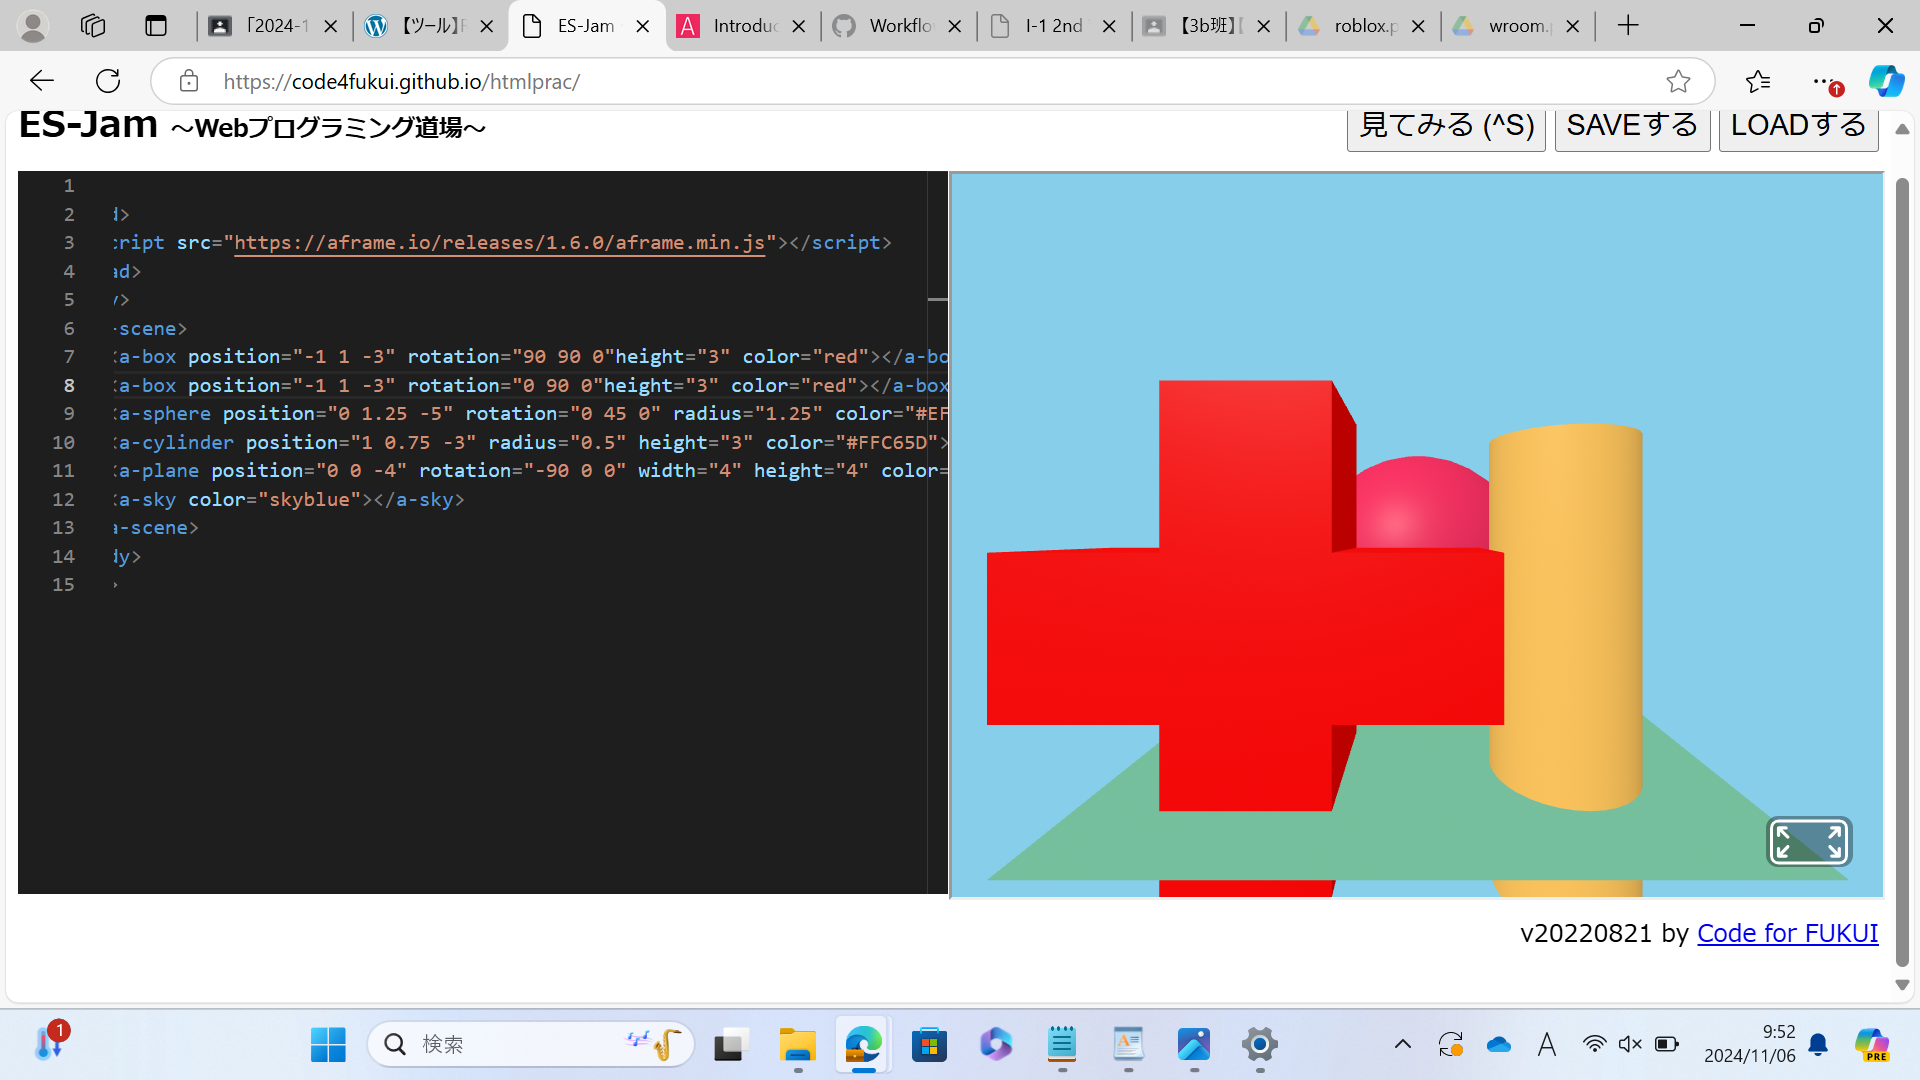 「2024-1
【ツール】F
ES-Jam
Introduc
Workflo
I-1 2nd
【3b班】【
roblox.p
wroom.
https://code4fukui.github.io/htmlprac/
ES-Jam ～Webプログラミング道場～
見てみる (^S)
SAVEする
LOADする
1
2 d>
3 cript src="https://aframe.io/releases/1.6.0/aframe.min.js"></script>
4 ad>
5 y>
6 -scene>
7 <a-box position="-1 1 -3" rotation="90 90 0"height="3" color="red"></a-bo
8 <a-box position="-1 1 -3" rotation="0 90 0"height="3" color="red"></a-box
9 <a-sphere position="0 1.25 -5" rotation="0 45 0" radius="1.25" color="#EF
10 <a-cylinder position="1 0.75 -3" radius="0.5" height="3" color="#FFC65D">
11 <a-plane position="0 0 -4" rotation="-90 0 0" width="4" height="4" color=
12 <a-sky color="skyblue"></a-sky>
13 a-scene>
14 dy>
15 >
v20220821 by Code for FUKUI
1
検索
A
9:52
2024/11/06
PRE